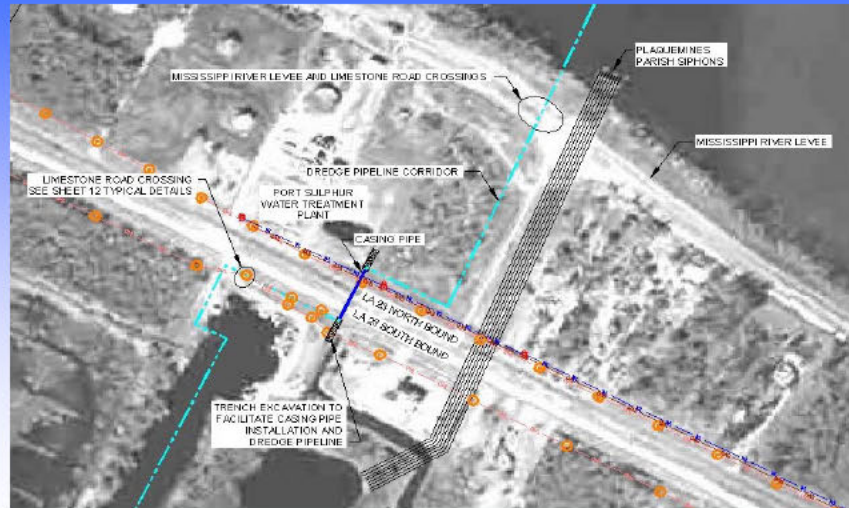 PLAQUEMINES
PARISH SIPHONS
MISSISSIPPI RIVER LEVEE AND LIMESTONE ROAD CROSSINGS
MISSISSIPPI RIVER LEVEE
DREDGE PIPELINE CORRIDOR
LIMESTONE ROAD CROSSING
SEE SHEET 12 TYPICAL DETAILS
PORT SULPHUR
WATER TREATMENT
PLANT
CASING PIPE
LA 23 NORTH BOUND
LA 23 SOUTH BOUND
TRENCH EXCAVATION TO
FACILITATE CASING PIPE
INSTALLATION AND
DREDGE PIPELINE